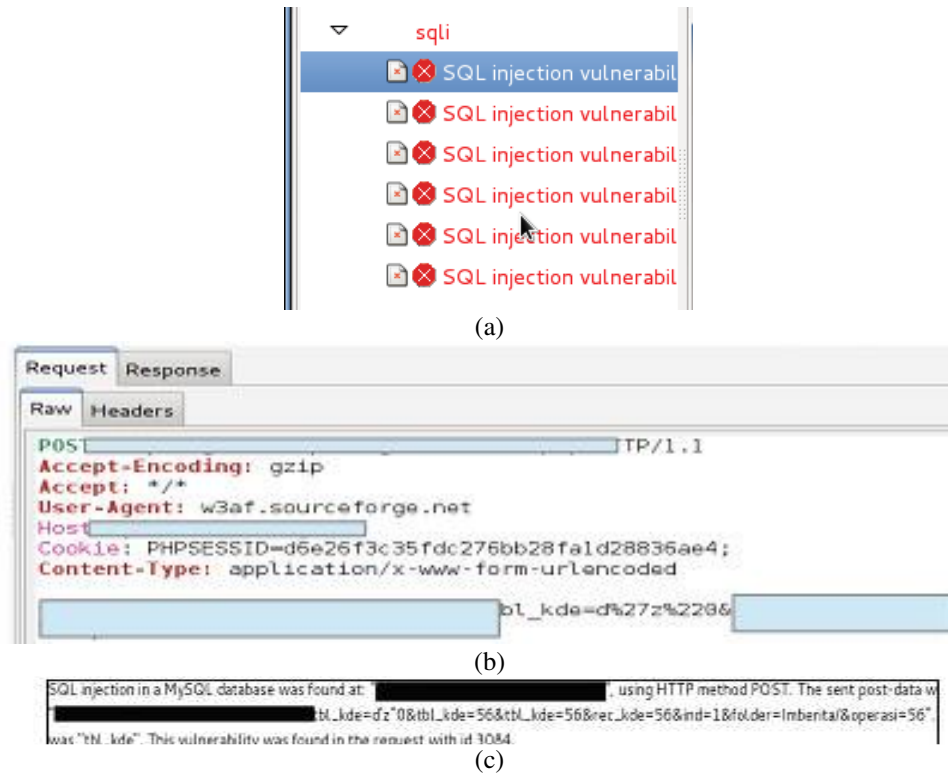 sqli
SQL injection vulnerabil
SQL injection vulnerabil
SQL injection vulnerabil
SQL injection vulnerabil
SQL injection vulnerabil
SQL injection vulnerabil
(a)
Request Response
Raw Headers
POST TP/1.1
Accept-Encoding: gzip
Accept: */*
User-Agent: w3af.sourceforge.net
Host
Cookie: PHPSESSID=d6e26f3c35fdc276bb28fa1d28836ae4;
Content-Type: application/x-www-form-urlencoded
bl_kde=d%27z%220&
(b)
SQL injection in a MySQL database was found at: " ", using HTTP method POST. The sent post-data w
" tbl_kde=d'z"0&tbl_kde=56&tbl_kde=56&rec_kde=56&ind=1&folder=lmberita/&operasi=56".
was "tbl_kde". This vulnerability was found in the request with id 3084.
(c)